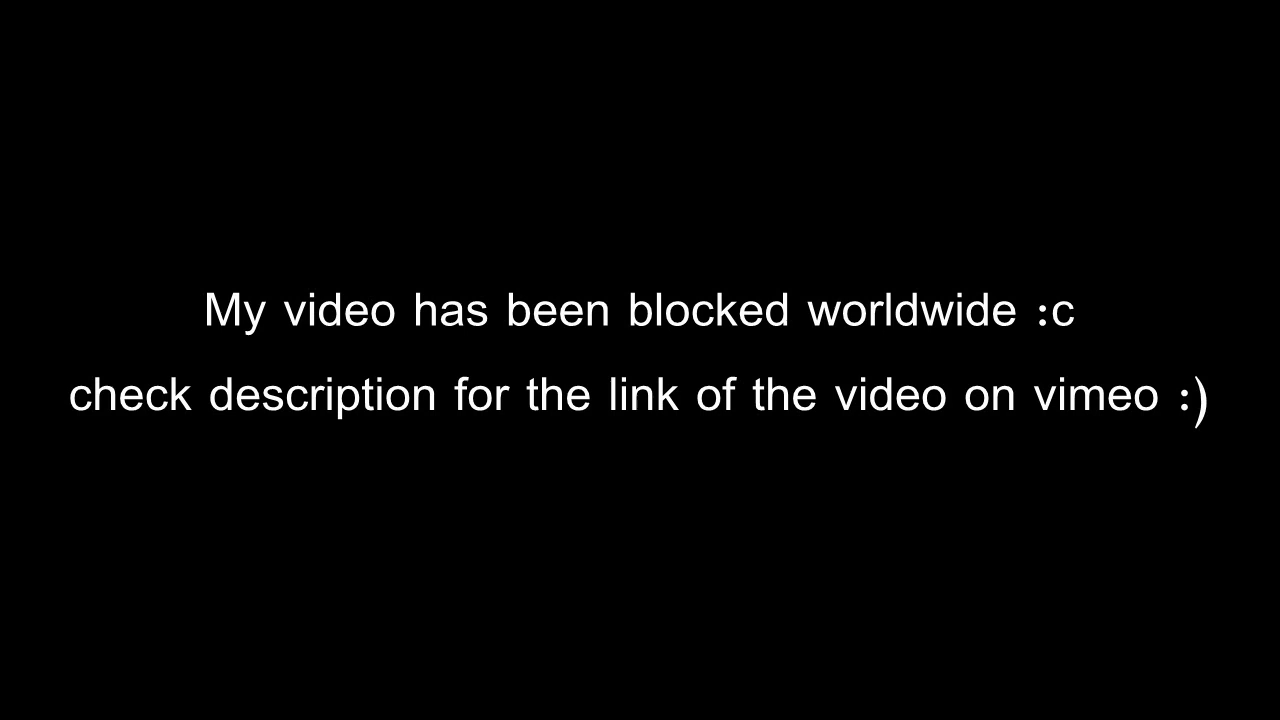 My video has been blocked worldwide :c
check description for the link of the video on vimeo :)